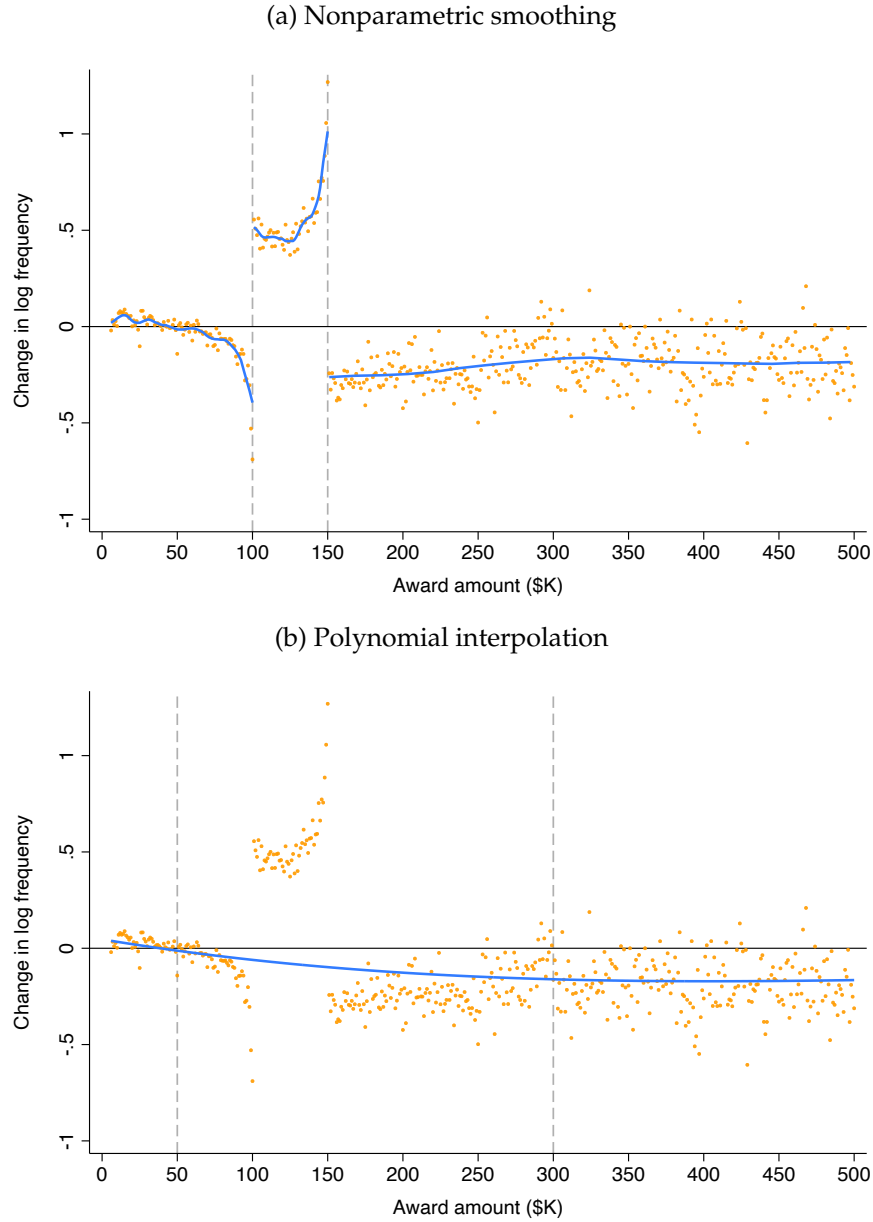 (a) Nonparametric smoothing
Change in log frequency
1
.5
0
-.5
-1
0 50 100 150 200 250 300 350 400 450 500
Award amount ($K)
(b) Polynomial interpolation
Change in log frequency
1
.5
0
-.5
-1
0 50 100 150 200 250 300 350 400 450 500
Award amount ($K)